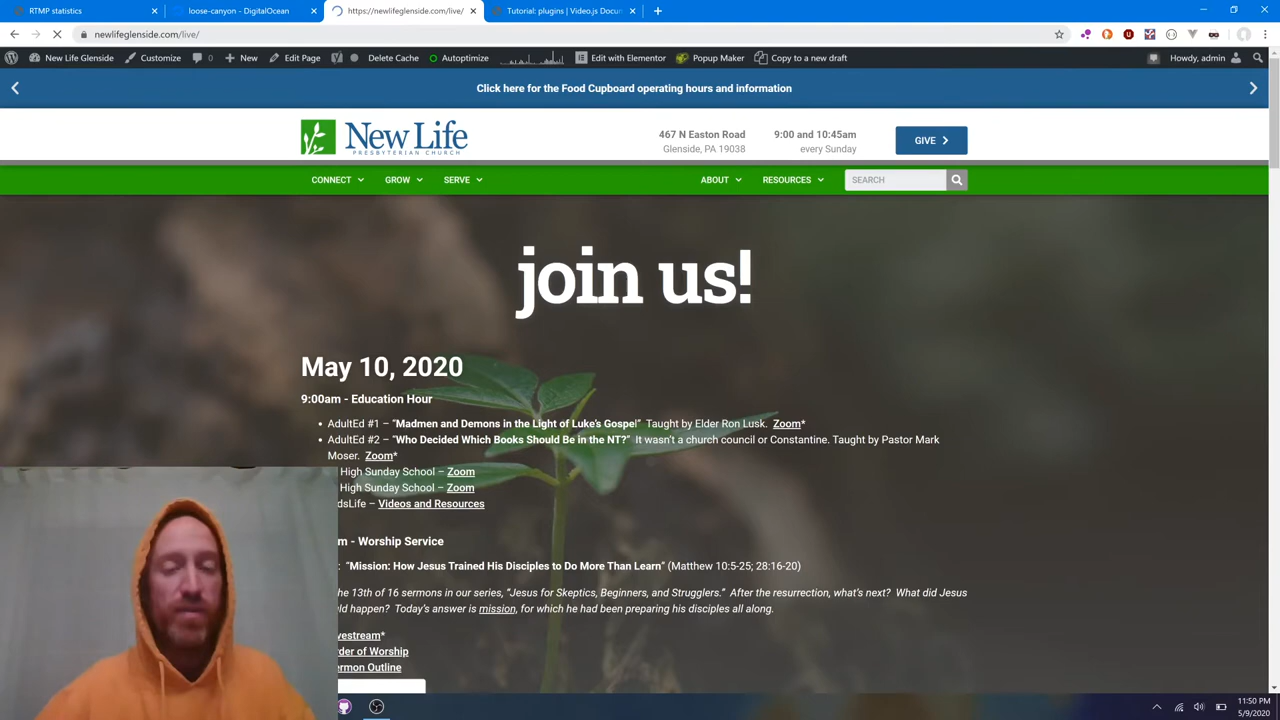 RTMP statistics
loose-canyon - DigitalOcean
https://newlifeglenside.com/live/
Tutorial: plugins | Video.js Docu
newlifeglenside.com/live/
New Life Glenside
Customize
0
New
Edit Page
Delete Cache
Autoptimize
Edit with Elementor
Popup Maker
Copy to a new draft
Howdy, admin
Click here for the Food Cupboard operating hours and information
New Life
PRESBYTERIAN CHURCH
467 N Easton Road
Glenside, PA 19038
9:00 and 10:45am
every Sunday
GIVE
CONNECT
GROW
SERVE
ABOUT
RESOURCES
SEARCH
join us!
May 10, 2020
9:00am - Education Hour
AdultEd #1 – “Madmen and Demons in the Light of Luke’s Gospel” Taught by Elder Ron Lusk. Zoom*
AdultEd #2 – “Who Decided Which Books Should Be in the NT?” It wasn’t a church council or Constantine. Taught by Pastor Mark
Moser. Zoom*
High Sunday School – Zoom
High Sunday School – Zoom
dsLife – Videos and Resources
m - Worship Service
: “Mission: How Jesus Trained His Disciples to Do More Than Learn” (Matthew 10:5-25; 28:16-20)
he 13th of 16 sermons in our series, “Jesus for Skeptics, Beginners, and Strugglers.” After the resurrection, what’s next? What did Jesus
ld happen? Today’s answer is mission, for which he had been preparing his disciples all along.
vestream*
rder of Worship
ermon Outline
11:50 PM
5/9/2020